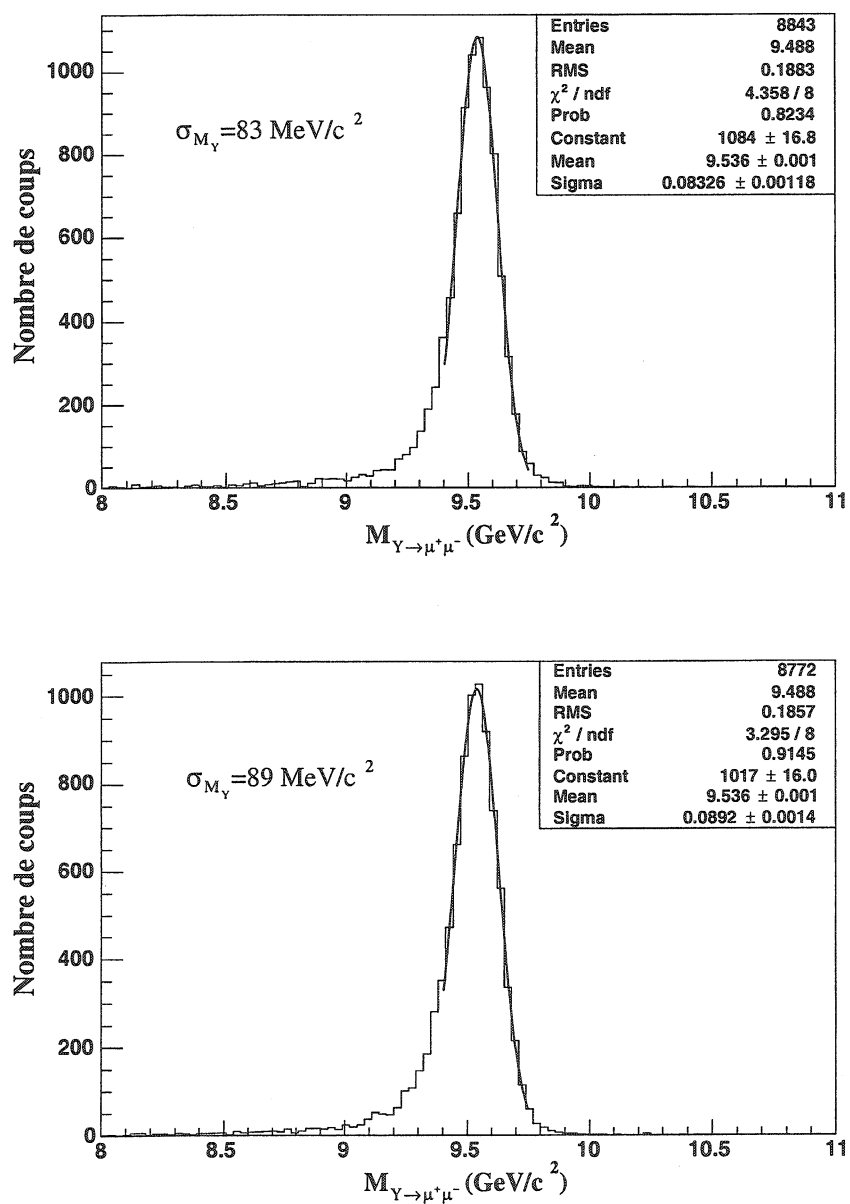 Entries 8843
Mean 9.488
RMS 0.1883
χ² / ndf 4.358 / 8
Prob 0.8234
Constant 1084 ± 16.8
Mean 9.536 ± 0.001
Sigma 0.08326 ± 0.00118
σ_{M_Υ}=83 MeV/c²
Nombre de coups
1000
800
600
400
200
0
8 8.5 9 9.5 10 10.5 11
M_{Υ→μ⁺μ⁻} (GeV/c²)
Entries 8772
Mean 9.488
RMS 0.1857
χ² / ndf 3.295 / 8
Prob 0.9145
Constant 1017 ± 16.0
Mean 9.536 ± 0.001
Sigma 0.0892 ± 0.0014
σ_{M_Υ}=89 MeV/c²
Nombre de coups
1000
800
600
400
200
0
8 8.5 9 9.5 10 10.5 11
M_{Υ→μ⁺μ⁻} (GeV/c²)